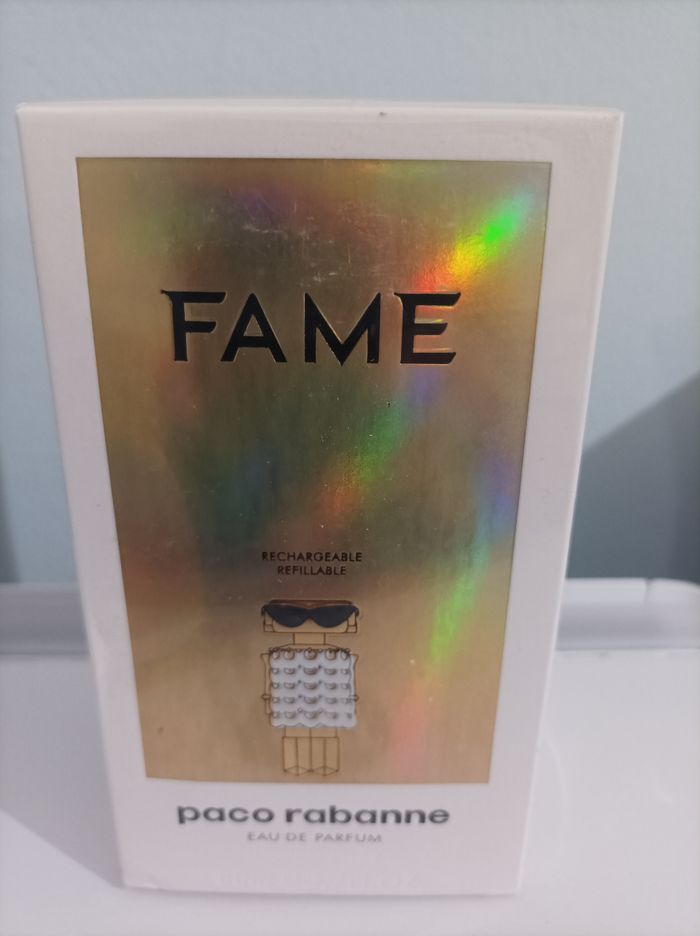 FAME
RECHARGEABLE
REFILLABLE
paco rabanne
EAU DE PARFUM